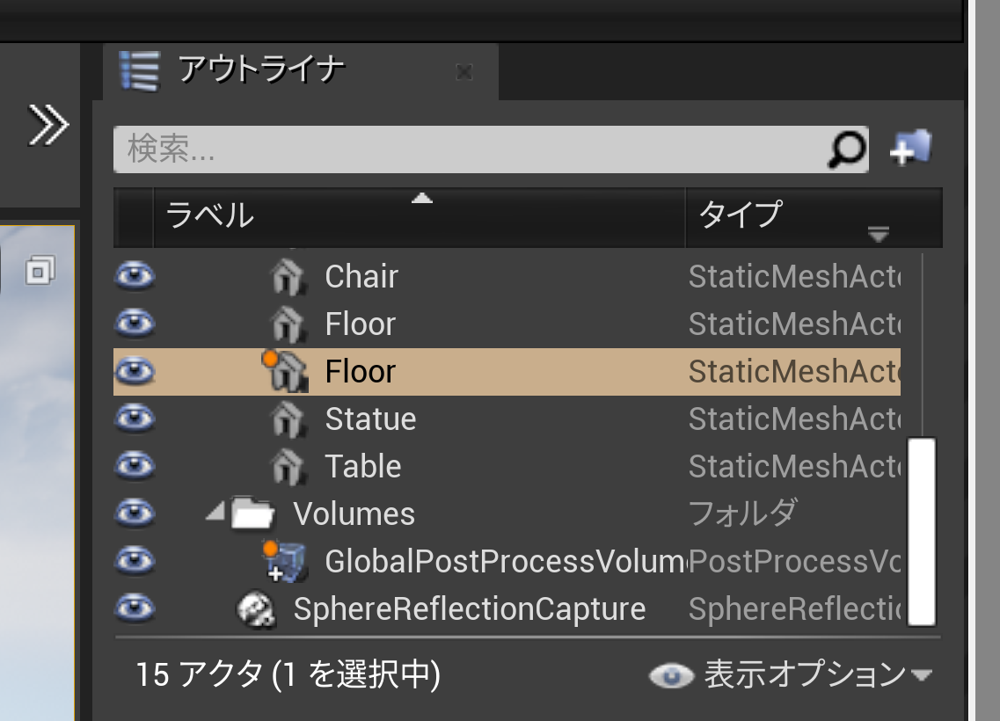 アウトライナ
検索...
ラベル タイプ
Chair StaticMeshActo
Floor StaticMeshActo
Floor StaticMeshActo
Statue StaticMeshActo
Table StaticMeshActo
Volumes フォルダ
GlobalPostProcessVolum PostProcessVo
SphereReflectionCapture SphereReflectio
15 アクタ (1 を選択中) 表示オプション